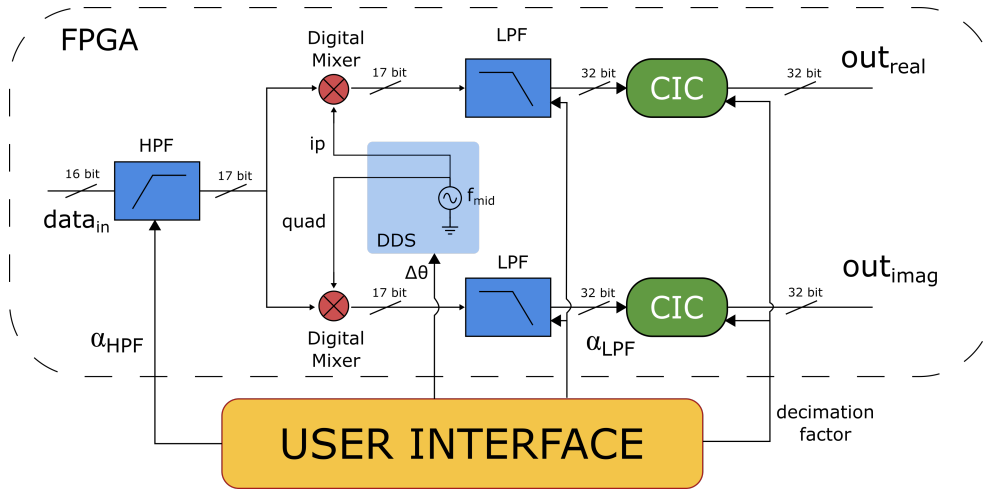 FPGA
Digital
Mixer
LPF
17 bit
32 bit
CIC
32 bit
out_real
HPF
ip
16 bit
17 bit
data_in
quad
f_mid
DDS
Δθ
LPF
17 bit
32 bit
CIC
32 bit
out_imag
Digital
Mixer
α_HPF
α_LPF
decimation
factor
USER INTERFACE